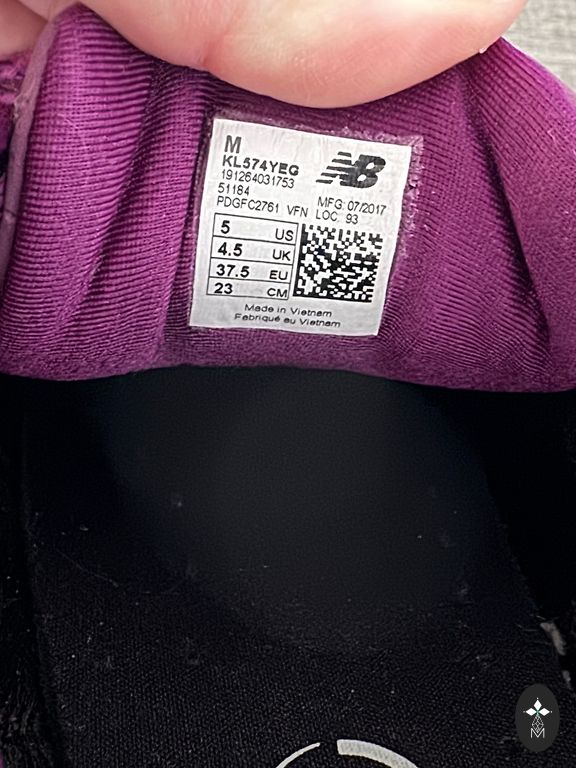 M
KL574YEG
191264031753
51184
PDGFC2761 VFN
NB
MFG: 07/2017
LOC: 93
5 US
4.5 UK
37.5 EU
23 CM
Made in Vietnam
Fabriqué au Vietnam
M